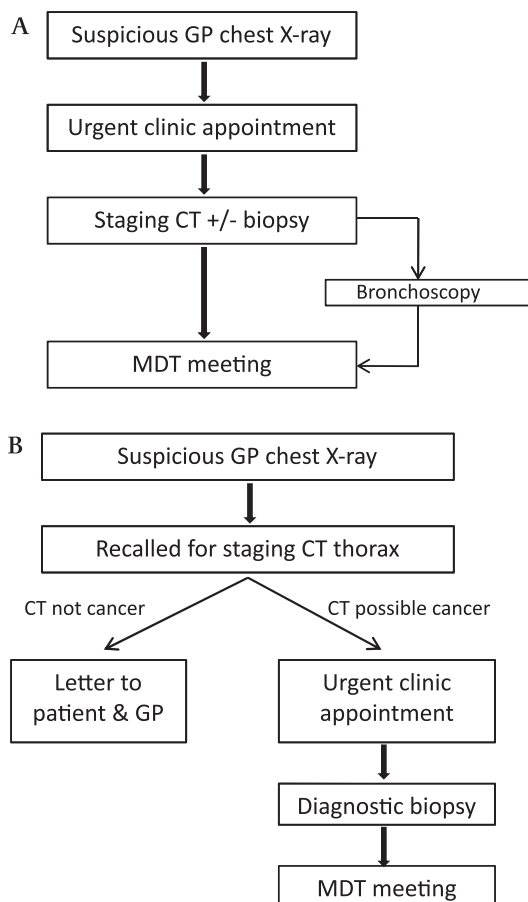 A
Suspicious GP chest X-ray
Urgent clinic appointment
Staging CT +/- biopsy
Bronchoscopy
MDT meeting
B
Suspicious GP chest X-ray
Recalled for staging CT thorax
CT not cancer
CT possible cancer
Letter to
patient & GP
Urgent clinic
appointment
Diagnostic biopsy
MDT meeting